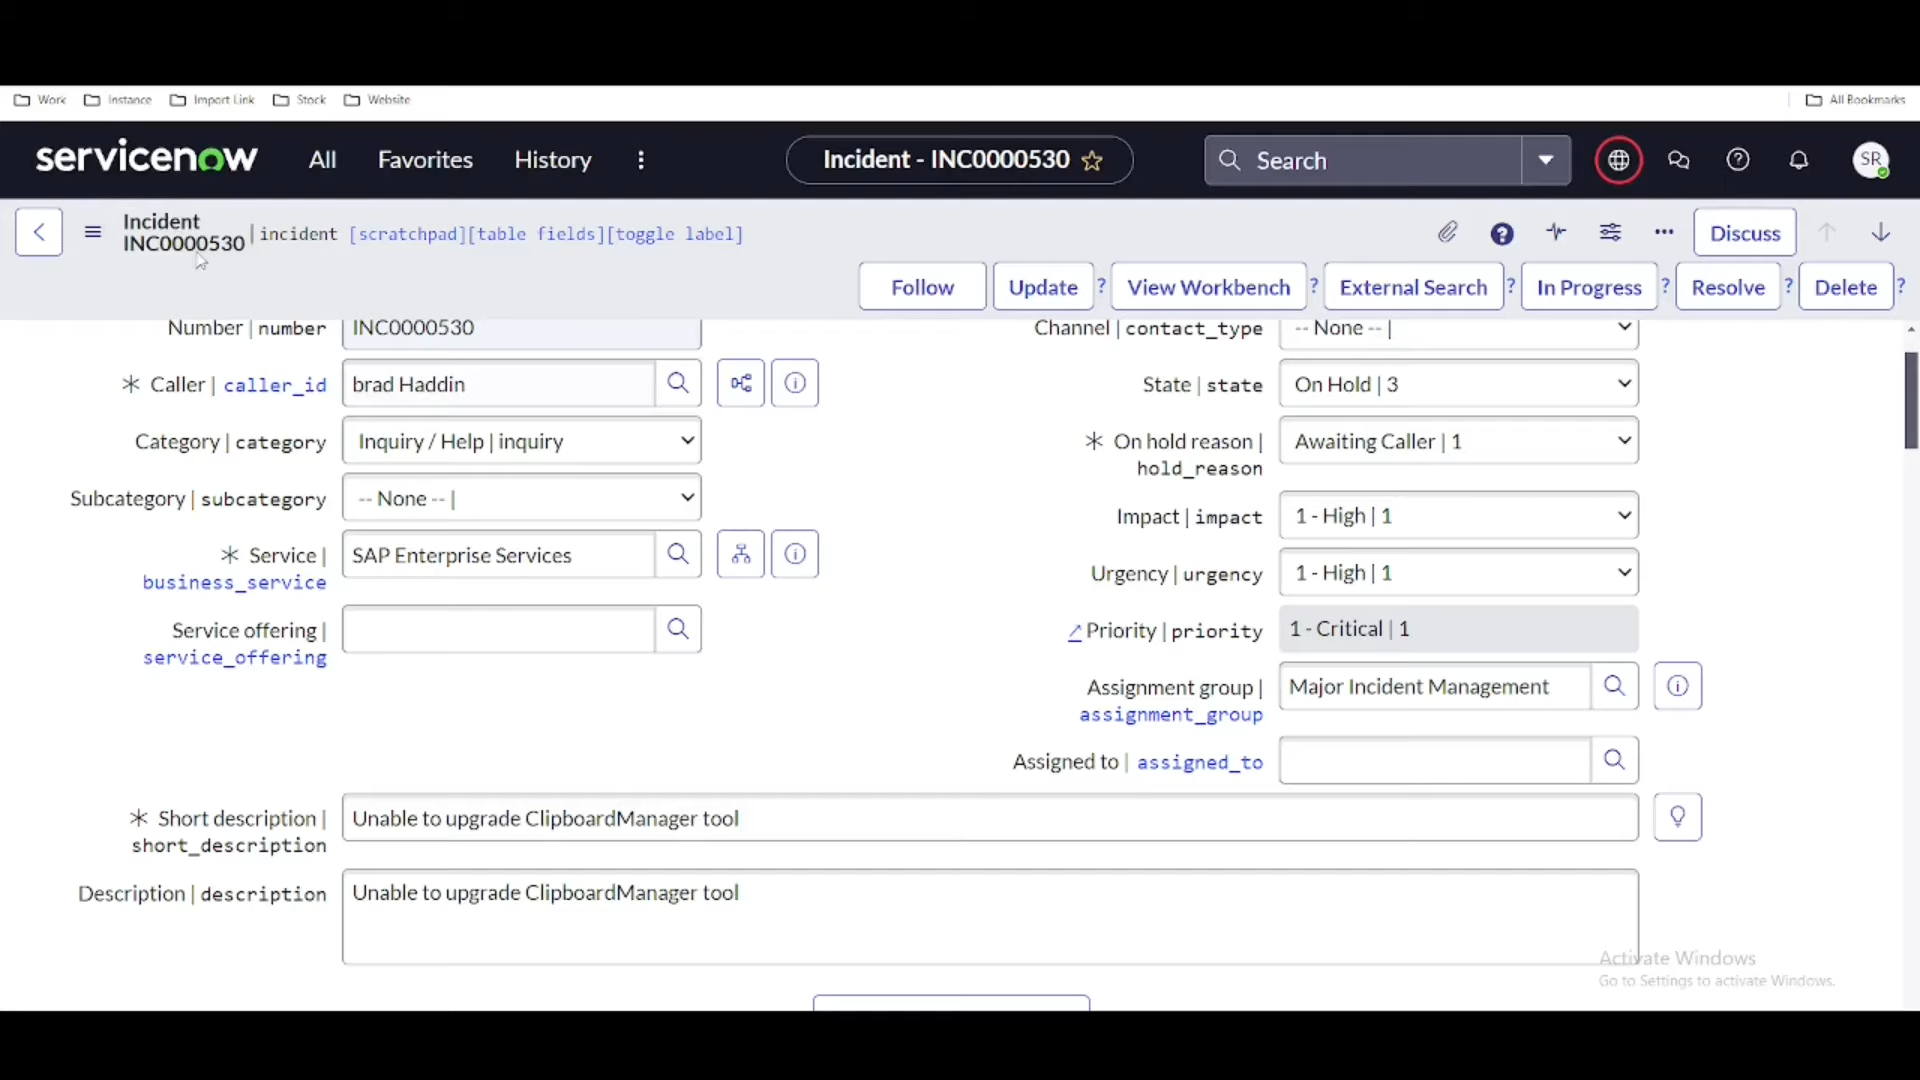 Work Instance Import Link Stock Website All Bookmarks
servicenow All Favorites History Incident - INC0000530 Search SR
Incident
INC0000530 | incident [scratchpad][table fields][toggle label] ? Discuss
Follow Update ? View Workbench ? External Search ? In Progress ? Resolve ? Delete ?
Number | number INC0000530
Channel | contact_type -- None -- |
* Caller | caller_id brad Haddin
State | state On Hold | 3
Category | category Inquiry / Help | inquiry
* On hold reason | Awaiting Caller | 1
hold_reason
Subcategory | subcategory -- None -- |
Impact | impact 1 - High | 1
* Service | SAP Enterprise Services
business_service
Urgency | urgency 1 - High | 1
Service offering |
service_offering
Priority | priority 1 - Critical | 1
Assignment group | Major Incident Management
assignment_group
Assigned to | assigned_to
* Short description | Unable to upgrade ClipboardManager tool
short_description
Description | description Unable to upgrade ClipboardManager tool
Activate Windows
Go to Settings to activate Windows.